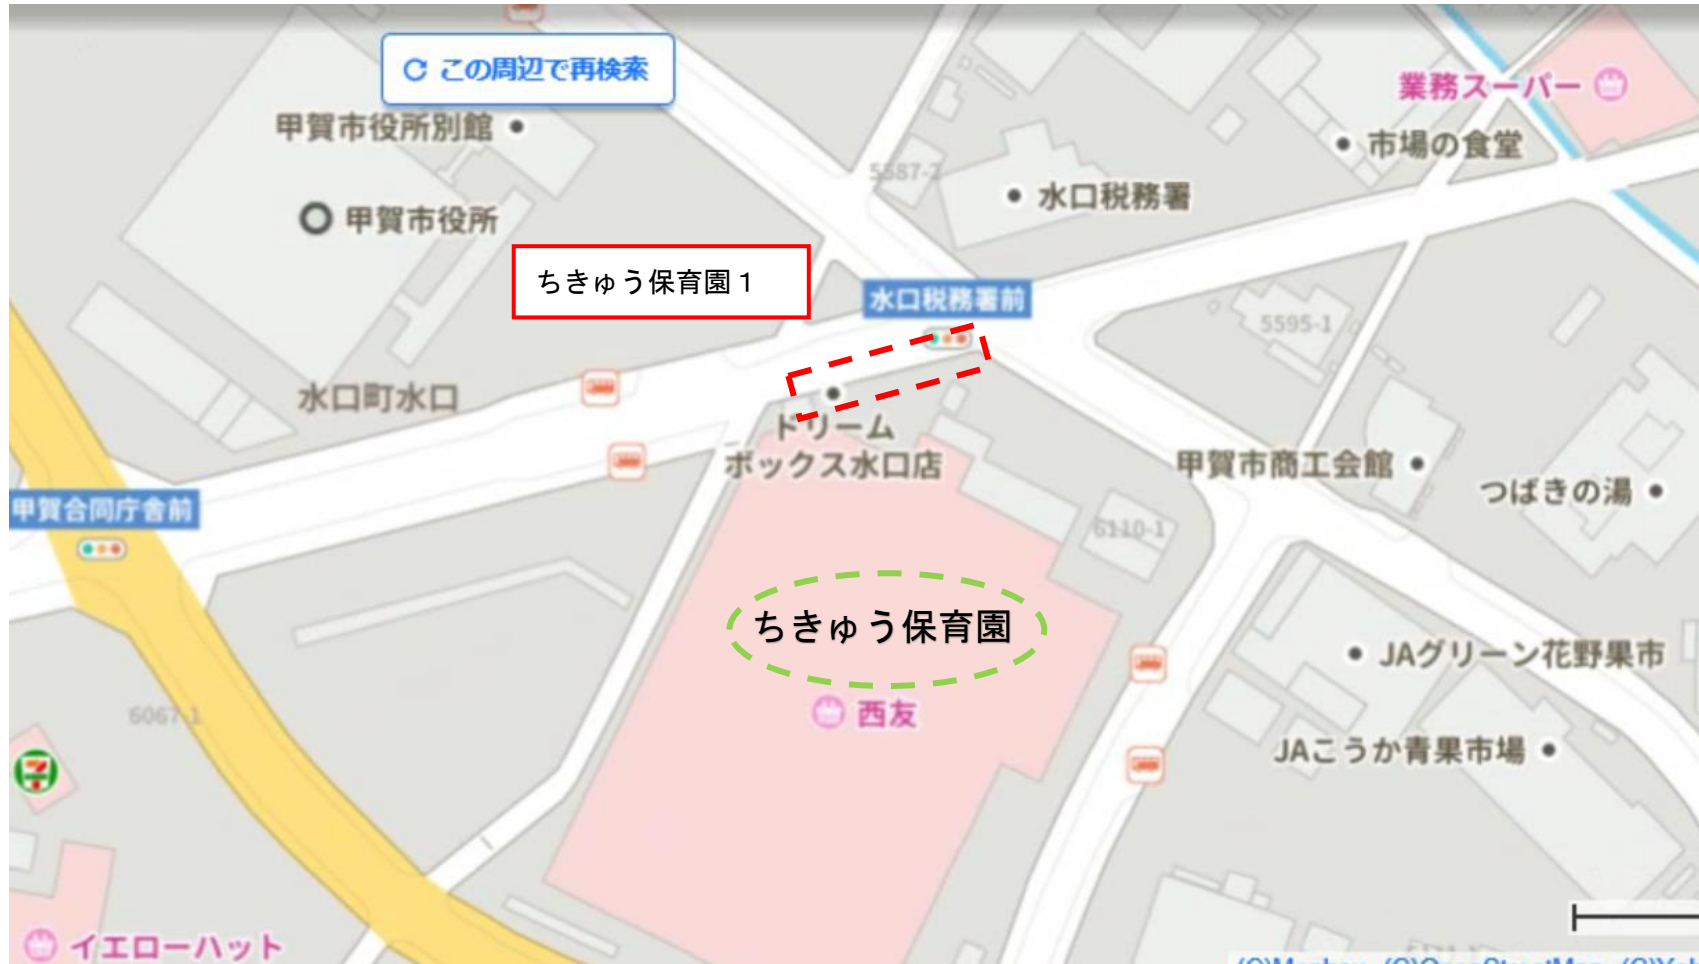 この周辺で再検索
業務スーパー
甲賀市役所別館
市場の食堂
5587-7
水口税務署
甲賀市役所
ちきゅう保育園１
水口税務署前
5595-1
水口町水口
ドリーム
ボックス水口店
甲賀市商工会館
つばきの湯
甲賀合同庁舎前
6110-1
ちきゅう保育園
JAグリーン花野果市
西友
6067-1
JAこうか青果市場
イエローハット